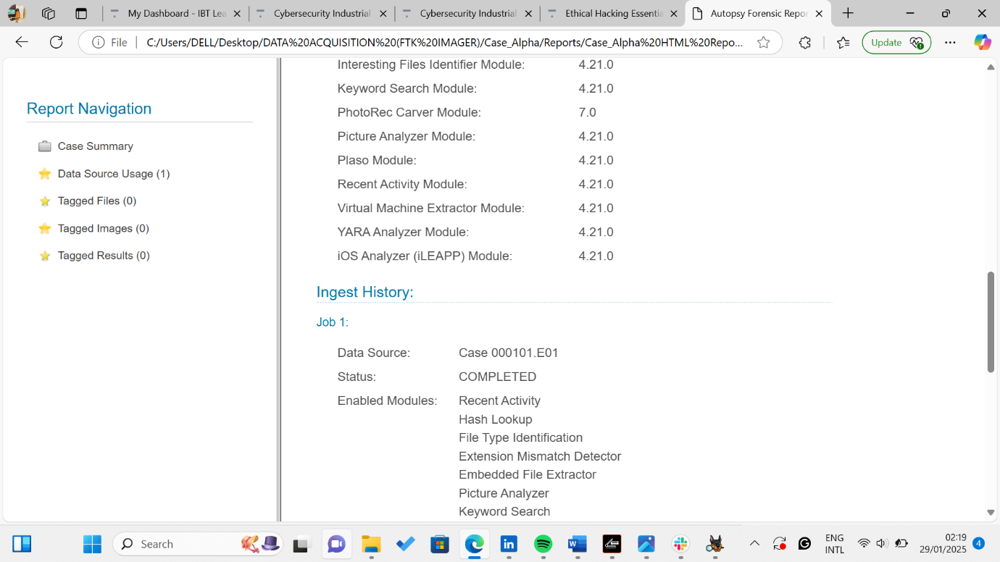 My Dashboard - IBT Lea
Cybersecurity Industrial
Cybersecurity Industrial
Ethical Hacking Essentia
Autopsy Forensic Repor
File
C:/Users/DELL/Desktop/DATA%20ACQUISITION%20(FTK%20IMAGER)/Case_Alpha/Reports/Case_Alpha%20HTML%20Repo...
Update
Report Navigation
Case Summary
Data Source Usage (1)
Tagged Files (0)
Tagged Images (0)
Tagged Results (0)
Interesting Files Identifier Module: 4.21.0
Keyword Search Module: 4.21.0
PhotoRec Carver Module: 7.0
Picture Analyzer Module: 4.21.0
Plaso Module: 4.21.0
Recent Activity Module: 4.21.0
Virtual Machine Extractor Module: 4.21.0
YARA Analyzer Module: 4.21.0
iOS Analyzer (iLEAPP) Module: 4.21.0
Ingest History:
Job 1:
Data Source: Case 000101.E01
Status: COMPLETED
Enabled Modules: Recent Activity
Hash Lookup
File Type Identification
Extension Mismatch Detector
Embedded File Extractor
Picture Analyzer
Keyword Search
Search
ENG
INTL
02:19
29/01/2025
4